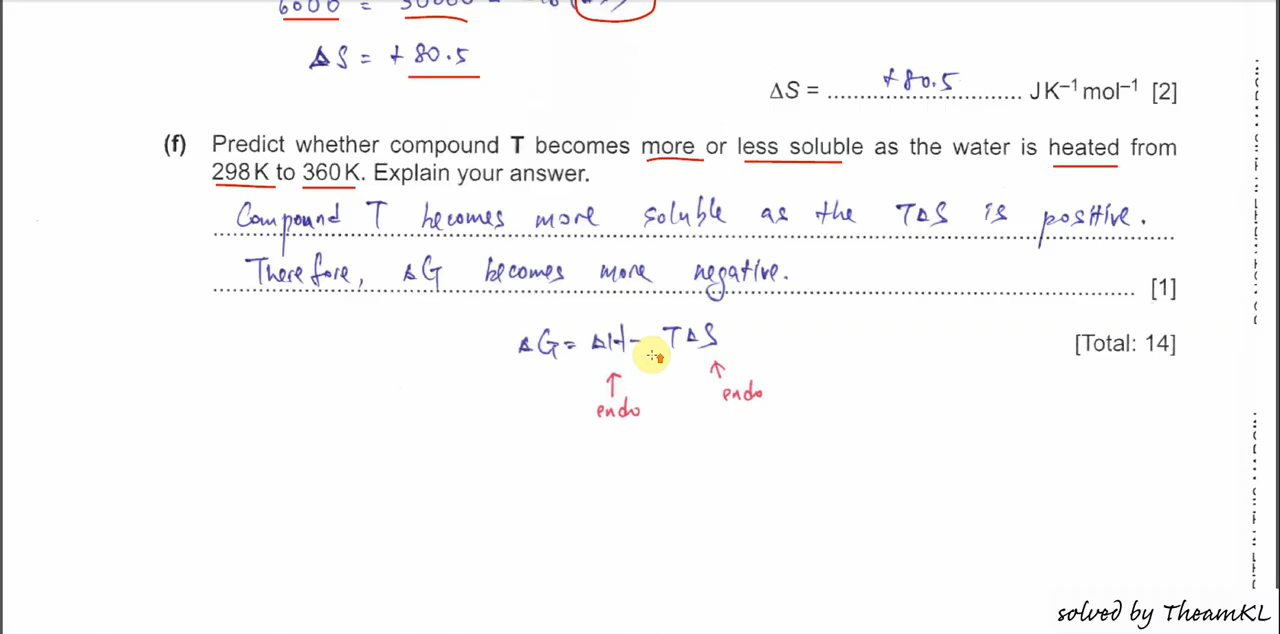 6000 = 30000
ΔS = +80.5
ΔS = +80.5 J K⁻¹ mol⁻¹ [2]
(f) Predict whether compound T becomes more or less soluble as the water is heated from
298 K to 360 K. Explain your answer.
Compound T becomes more soluble as the TΔS is positive.
Therefore, ΔG becomes more negative.
[1]
ΔG = ΔH - TΔS
[Total: 14]
endo
endo
solved by TheamKL